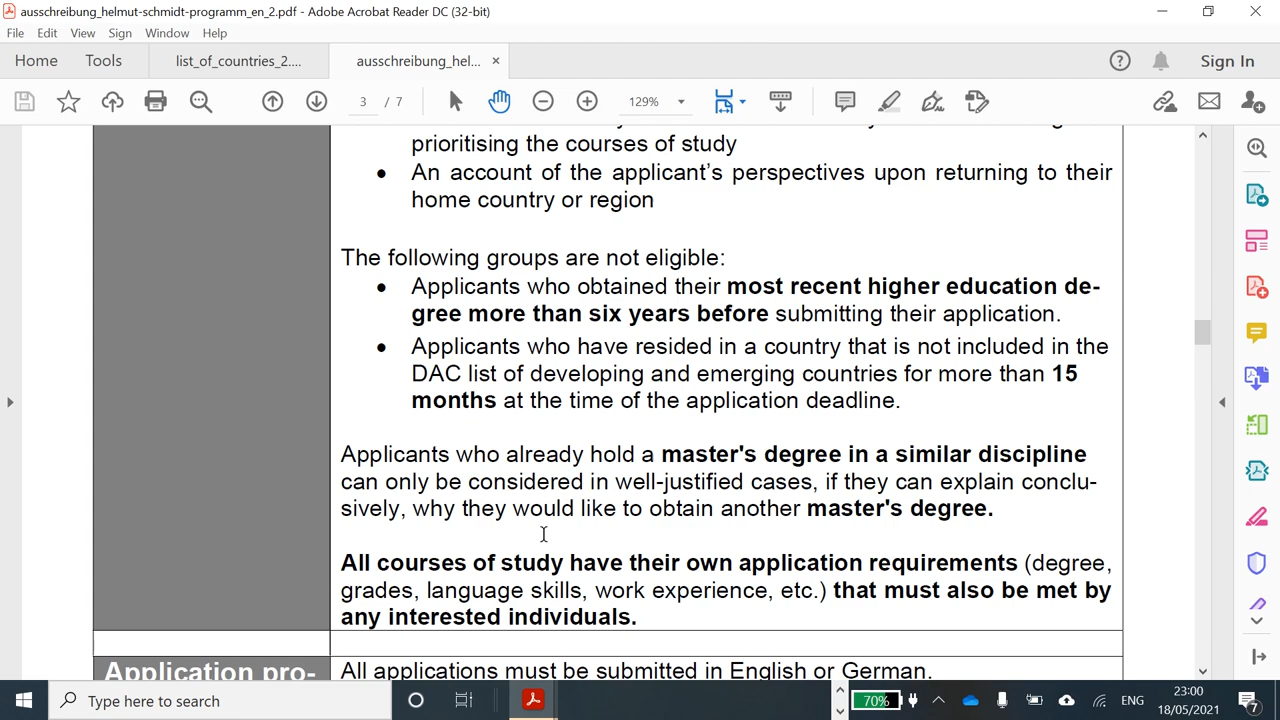 ausschreibung_helmut-schmidt-programm_en_2.pdf - Adobe Acrobat Reader DC (32-bit)
File Edit View Sign Window Help
Home Tools list_of_countries_2.... ausschreibung_hel... × Sign In
3 / 7 129%
prioritising the courses of study
• An account of the applicant's perspectives upon returning to their
home country or region
The following groups are not eligible:
• Applicants who obtained their most recent higher education de-
gree more than six years before submitting their application.
• Applicants who have resided in a country that is not included in the
DAC list of developing and emerging countries for more than 15
months at the time of the application deadline.
Applicants who already hold a master's degree in a similar discipline
can only be considered in well-justified cases, if they can explain conclu-
sively, why they would like to obtain another master's degree.
All courses of study have their own application requirements (degree,
grades, language skills, work experience, etc.) that must also be met by
any interested individuals.
Application pro-
All applications must be submitted in English or German.
Type here to search
70% ENG 23:00
18/05/2021 7